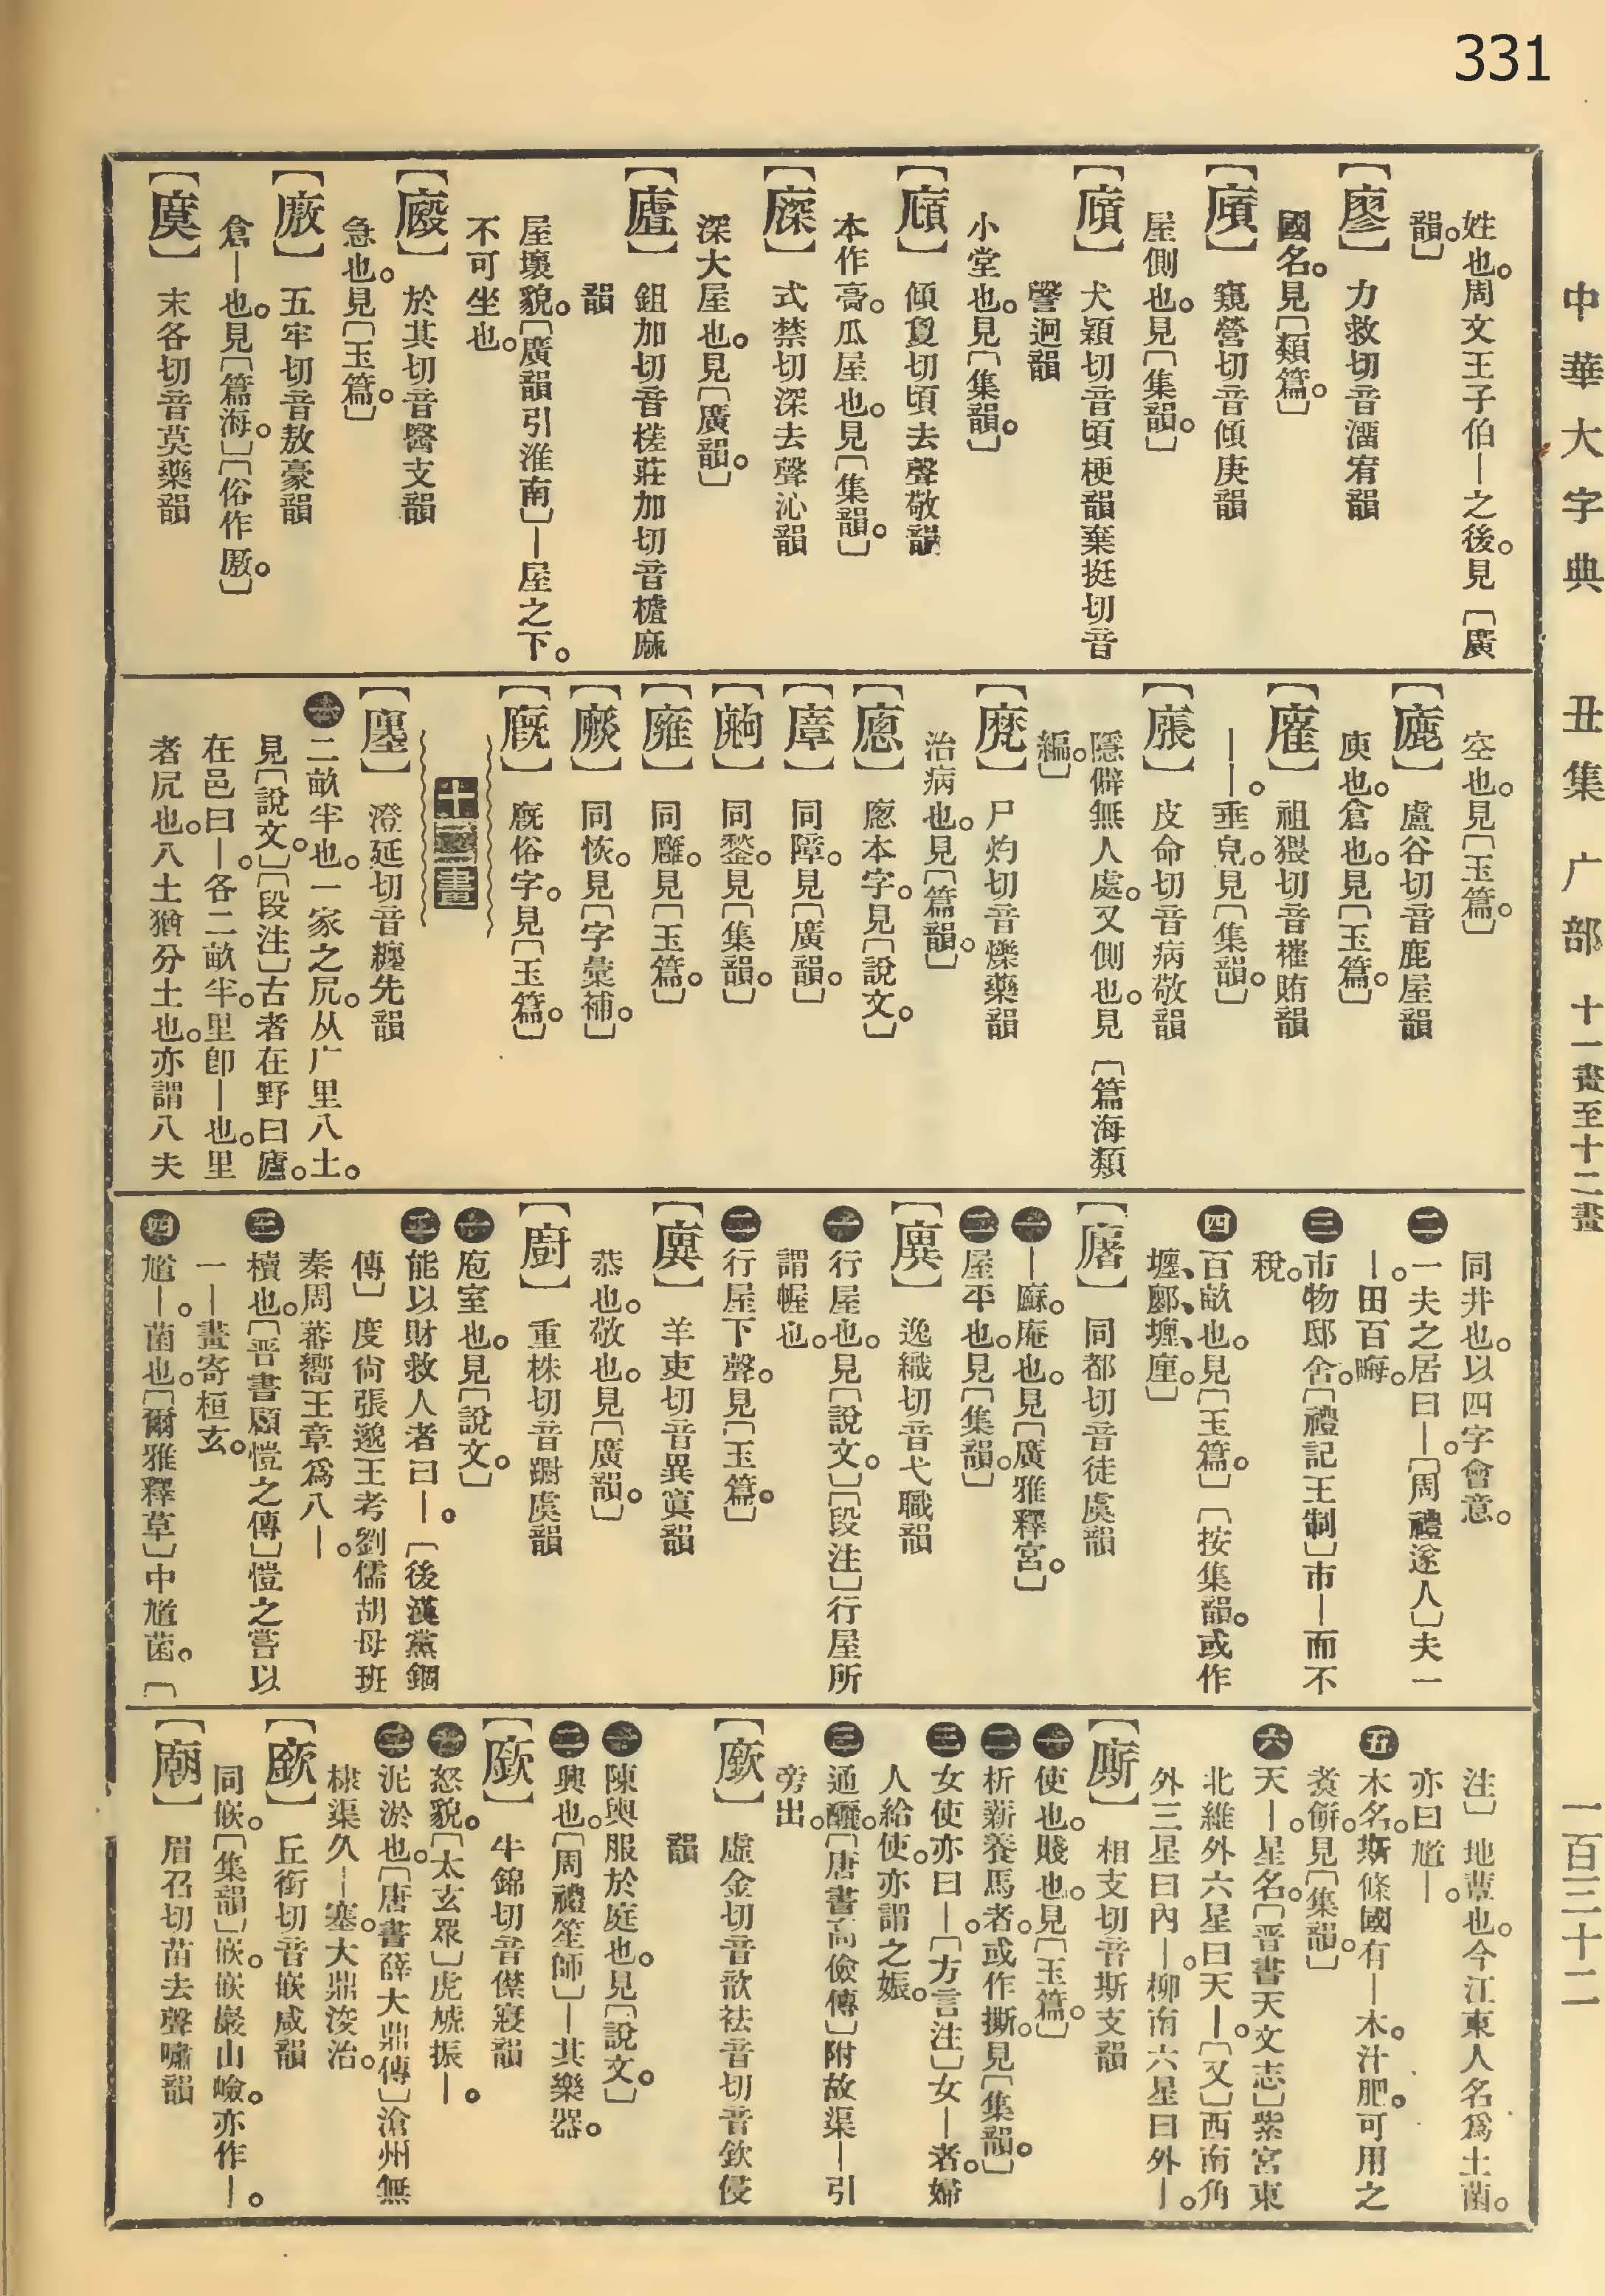 331
中華大字典 丑集 广部 十一畫至十二畫 一百三十二
姓也。周文王子伯—之後。見〔廣
韻。〕
【廖】力救切音溜宥韻
國名。見〔類篇。〕
【廎】窺營切音傾庚韻
屋側也。見〔集韻。〕
【廎】犬穎切音頃梗韻棄挺切音
謦迥韻
小堂也。見〔集韻。〕
【廎】傾敻切頃去聲敬韻
本作高。瓜屋也。見〔集韻。〕
【㴱】式禁切深去聲沁韻
深大屋也。見〔廣韻。〕
【㢒】鉏加切音槎莊加切音樝麻
韻
屋壞貌。〔廣韻引淮南〕—屋之下。
不可坐也。
【廏】於其切音醫支韻
急也。見〔玉篇。〕
【廒】五牢切音敖豪韻
倉—也。見〔篇海。〕〔俗作厫。〕
【㢗】末各切音莫藥韻
空也。見〔玉篇。〕
【廘】盧谷切音鹿屋韻
庾也。倉也。見〔玉篇。〕
【㢑】祖猥切音槯賄韻
——。垂皃。見〔集韻。〕
【𢊜】皮命切音病敬韻
隱僻無人處。又側也。見〔篇海類
編。〕
【𢊛】尸灼切音爍藥韻
治病也。見〔篇韻。〕
【廐】廒本字。見〔說文。〕
【㢓】同障。見〔廣韻。〕
【𢊁】同鍪。見〔集韻。〕
【廱】同廱。見〔玉篇。〕
【㢡】同恢。見〔字彙補。〕
【廐】廐俗字。見〔玉篇。〕
十二畫
【廛】澄延切音纏先韻
㊀二畝半也。一家之凥。从广里八土。
見〔說文。〕〔段注〕古者在野曰廬。
在邑曰—。各二畝半。里卽—也。里
者凥也。八土猶分土也。亦謂八夫
同井也。以四字會意。
㊁一夫之居曰—。〔周禮遂人〕夫一
—。田百畮。
㊂市物邸舍。〔禮記王制〕市—而不
稅。
㊃百畝也。見〔玉篇。〕〔按集韻。或作
壥、鄽、㙻、㕓。〕
【廜】同都切音徒虞韻
㊀—㢝。庵也。見〔廣雅釋宮。〕
㊁屋平也。見〔集韻。〕
【廙】逸織切音弋職韻
㊀行屋也。見〔說文。〕〔段注〕行屋所
謂幄也。
㊁行屋下聲。見〔玉篇。〕
【廙】羊吏切音異寘韻
恭也。敬也。見〔廣韻。〕
【廚】重株切音躕虞韻
㊀庖室也。見〔說文。〕
㊁能以財救人者曰—。〔後漢黨錮
傳〕度尙張邈王考劉儒胡母班
秦周蕃嚮王章爲八—。
㊂櫝也。〔晉書顧愷之傳〕愷之嘗以
一—畫寄桓玄。
㊃馗—。菌也。〔爾雅釋草〕中馗菌。〔
注〕地蕈也。今江東人名爲土菌。
亦曰馗—。
㊄木名。斯條國有—木。汁肥。可用之
煑餠。見〔集韻。〕
㊅天—。星名。〔晉書天文志〕紫宮東
北維外六星曰天—。〔又〕西南角
外三星曰內—。柳南六星曰外—。
【廝】相支切音斯支韻
㊀使也。賤也。見〔玉篇。〕
㊁析薪養馬者。或作撕。見〔集韻。〕
㊂女使亦曰—。〔方言注〕女—者。婦
人給使。亦謂之娠。
㊂通釃。〔唐書高儉傳〕附故渠—引
旁出。
【廞】虛金切音歆祛音切音欽侵
韻
㊀陳輿服於庭也。見〔說文。〕
㊁興也。〔周禮笙師〕—其樂器。
【廞】牛錦切音傑寢韻
㊀怒貌。〔太玄衆〕虎虓振—。
㊁泥淤也。〔唐書薛大鼎傳〕滄州無
棣渠久—塞。大鼎浚治。
【廞】丘銜切音嵌咸韻
同嵌。〔集韻〕嵌。嵌巖山嶮。亦作—。
【廟】眉召切苗去聲嘯韻